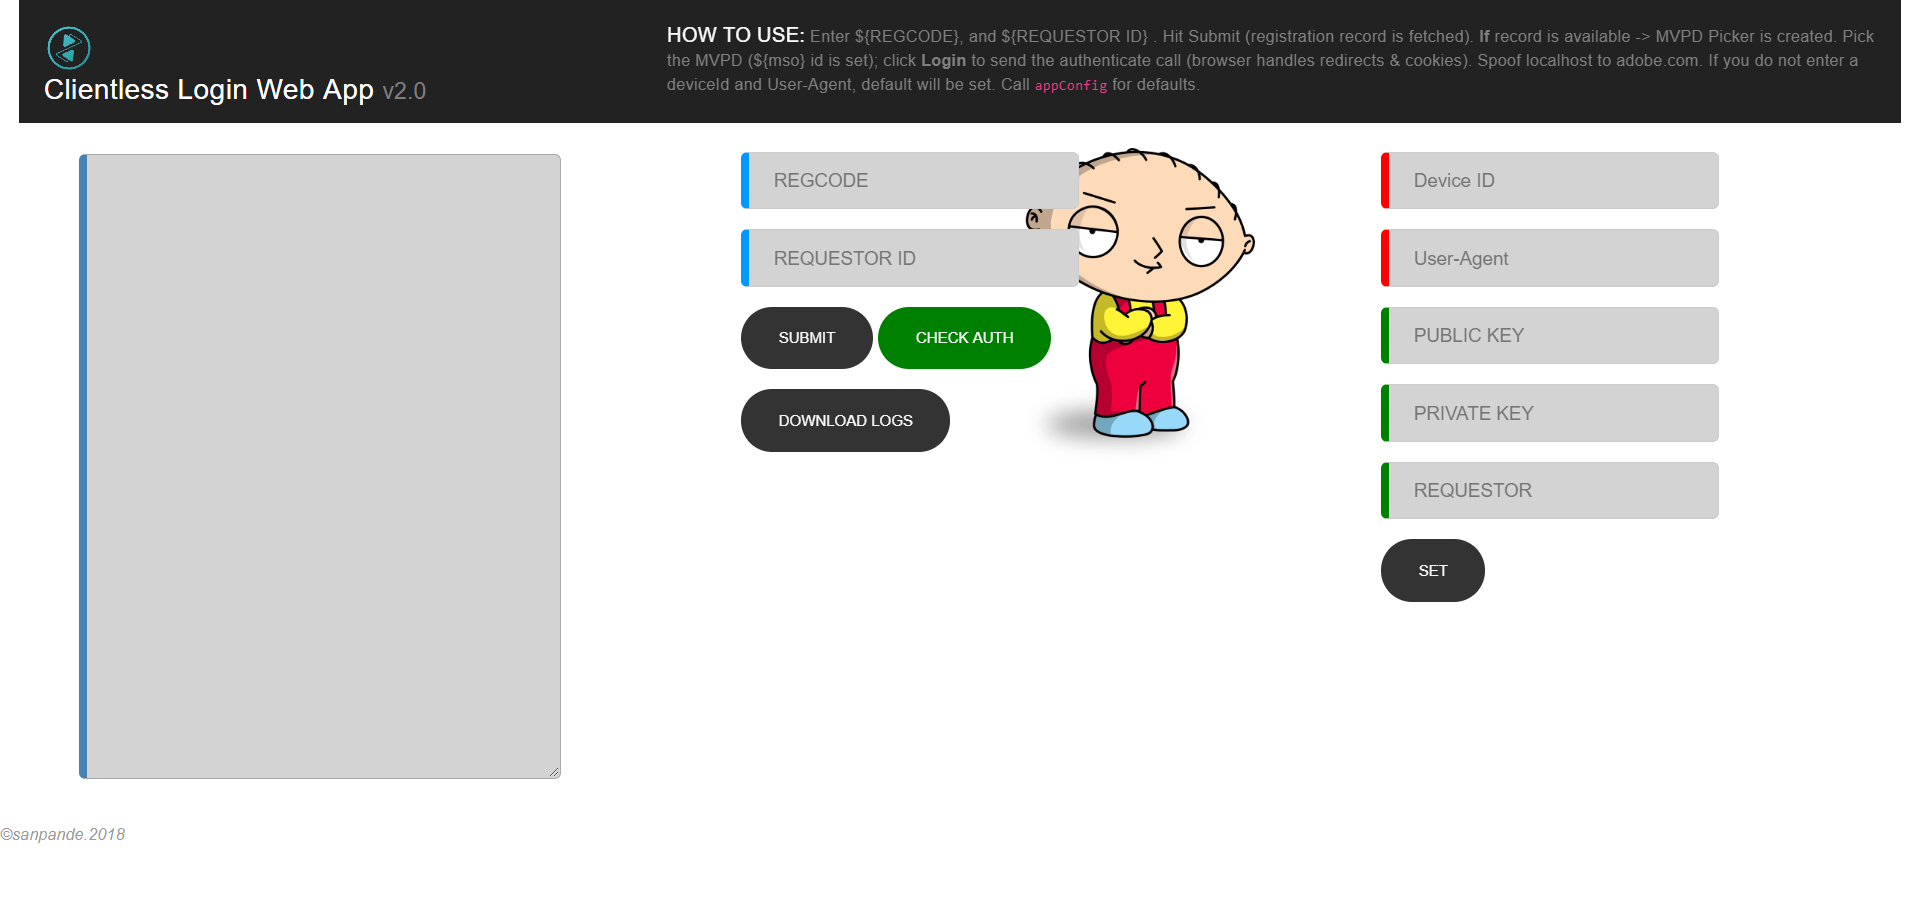 Clientless Login Web App v2.0
HOW TO USE: Enter ${REGCODE}, and ${REQUESTOR ID} . Hit Submit (registration record is fetched). If record is available -> MVPD Picker is created. Pick
the MVPD (${mso} id is set); click Login to send the authenticate call (browser handles redirects & cookies). Spoof localhost to adobe.com. If you do not enter a
deviceId and User-Agent, default will be set. Call appConfig for defaults.
REGCODE
REQUESTOR ID
SUBMIT
CHECK AUTH
DOWNLOAD LOGS
Device ID
User-Agent
PUBLIC KEY
PRIVATE KEY
REQUESTOR
SET
©sanpande.2018